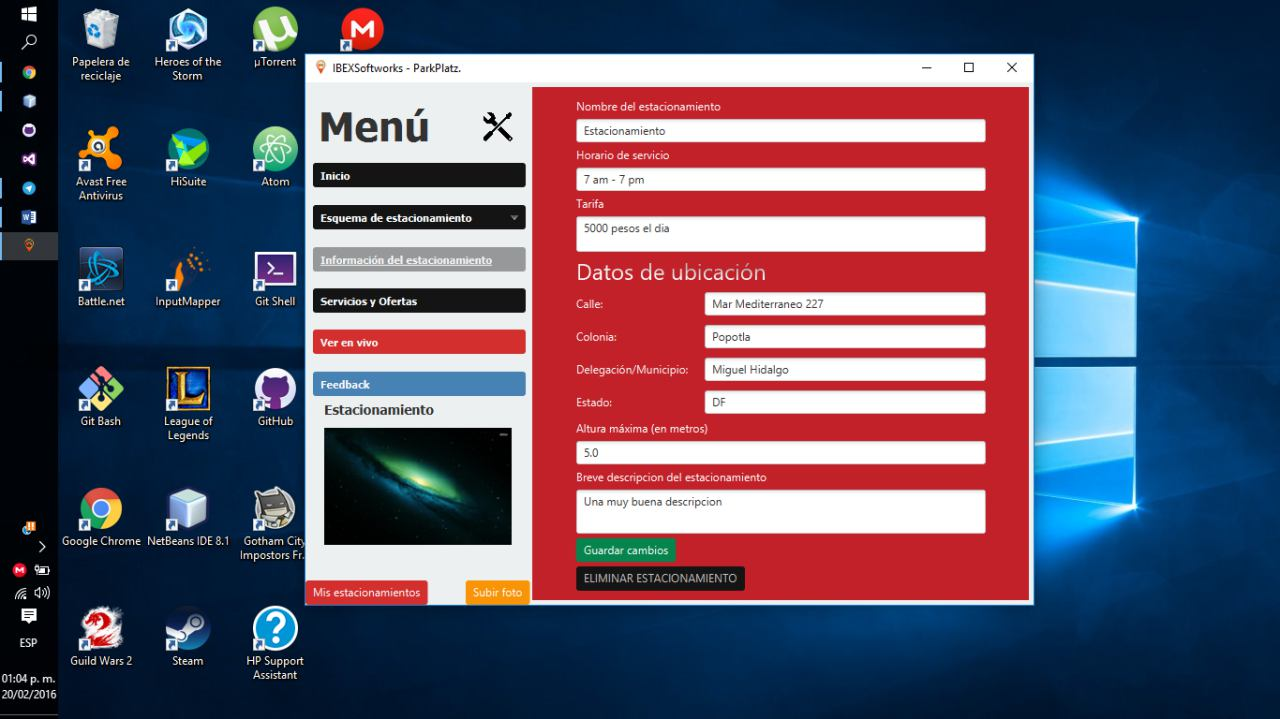 Papelera de
reciclaje
Heroes of the
Storm
µTorrent
Avast Free
Antivirus
HiSuite
Atom
Battle.net
InputMapper
Git Shell
Git Bash
League of
Legends
GitHub
Google Chrome
NetBeans IDE 8.1
Gotham City
Impostors Fr...
Guild Wars 2
Steam
HP Support
Assistant
ESP
01:04 p. m.
20/02/2016
IBEXSoftworks - ParkPlatz.
Menú
Inicio
Esquema de estacionamiento
Información del estacionamiento
Servicios y Ofertas
Ver en vivo
Feedback
Estacionamiento
Mis estacionamientos
Subir foto
Nombre del estacionamiento
Estacionamiento
Horario de servicio
7 am - 7 pm
Tarifa
5000 pesos el dia
Datos de ubicación
Calle: Mar Mediterraneo 227
Colonia: Popotla
Delegación/Municipio: Miguel Hidalgo
Estado: DF
Altura máxima (en metros)
5.0
Breve descripcion del estacionamiento
Una muy buena descripcion
Guardar cambios
ELIMINAR ESTACIONAMIENTO